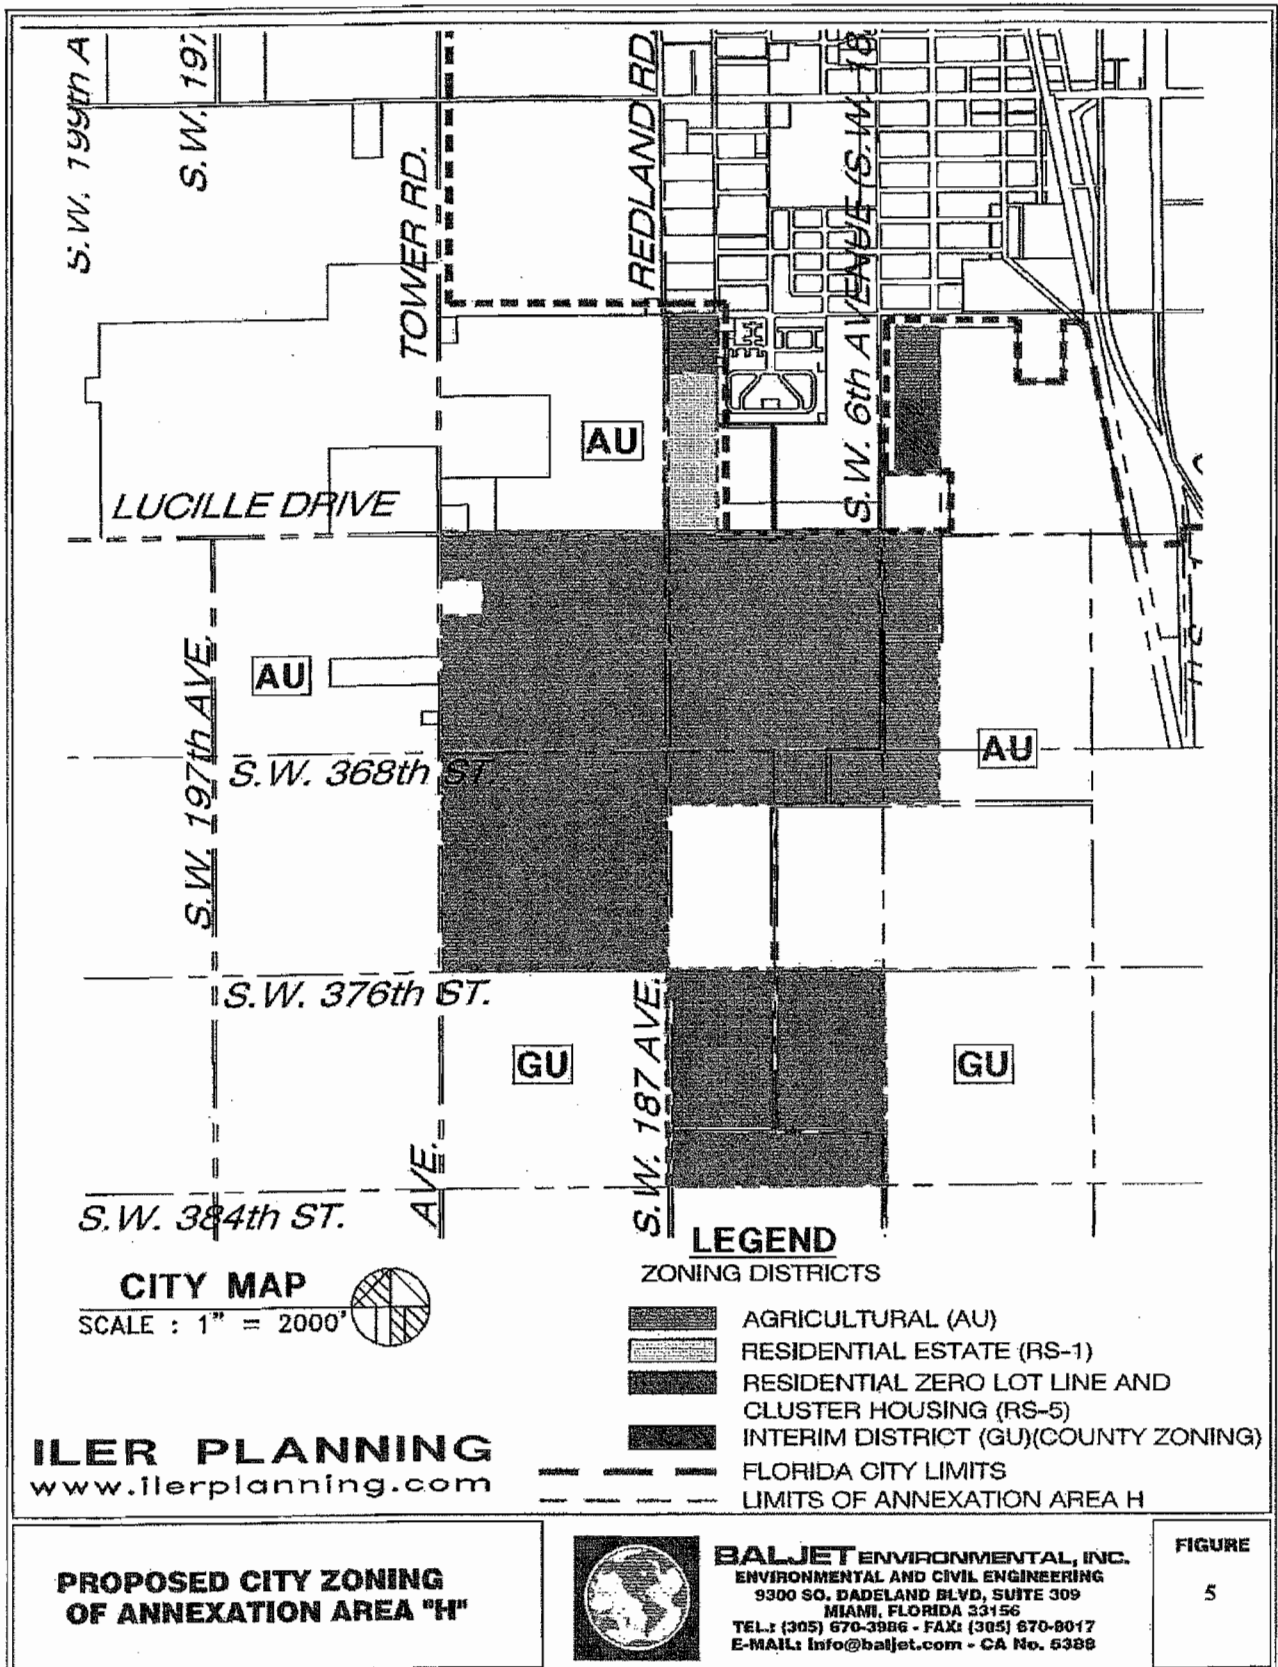 S.W. 199th A
S.W. 197
TOWER RD.
REDLAND RD.
S.W. 6th AVENUE (S.W. 18
AU
LUCILLE DRIVE
S.W. 197th AVE.
AU
AU
S.W. 368th ST.
S.W. 376th ST.
GU
S.W. 187 AVE.
GU
AVE.
S.W. 384th ST.
CITY MAP
SCALE : 1" = 2000'
LEGEND
ZONING DISTRICTS
AGRICULTURAL (AU)
RESIDENTIAL ESTATE (RS-1)
RESIDENTIAL ZERO LOT LINE AND
CLUSTER HOUSING (RS-5)
INTERIM DISTRICT (GU)(COUNTY ZONING)
FLORIDA CITY LIMITS
LIMITS OF ANNEXATION AREA H
ILER PLANNING
www.ilerplanning.com
PROPOSED CITY ZONING
OF ANNEXATION AREA "H"
BALJET ENVIRONMENTAL, INC.
ENVIRONMENTAL AND CIVIL ENGINEERING
9300 SO. DADELAND BLVD, SUITE 309
MIAMI, FLORIDA 33156
TEL.: (305) 670-3986 - FAX: (305) 670-8017
E-MAIL: info@baljet.com - CA No. 5388
FIGURE
5